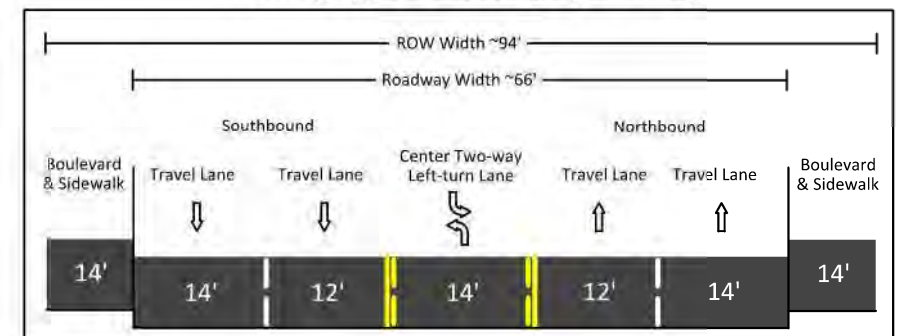 ROW Width ~94'
Roadway Width ~66'
Southbound
Northbound
Boulevard
& Sidewalk
Travel Lane
Travel Lane
Center Two-way
Left-turn Lane
Travel Lane
Travel Lane
Boulevard
& Sidewalk
14'
14'
12'
14'
12'
14'
14'